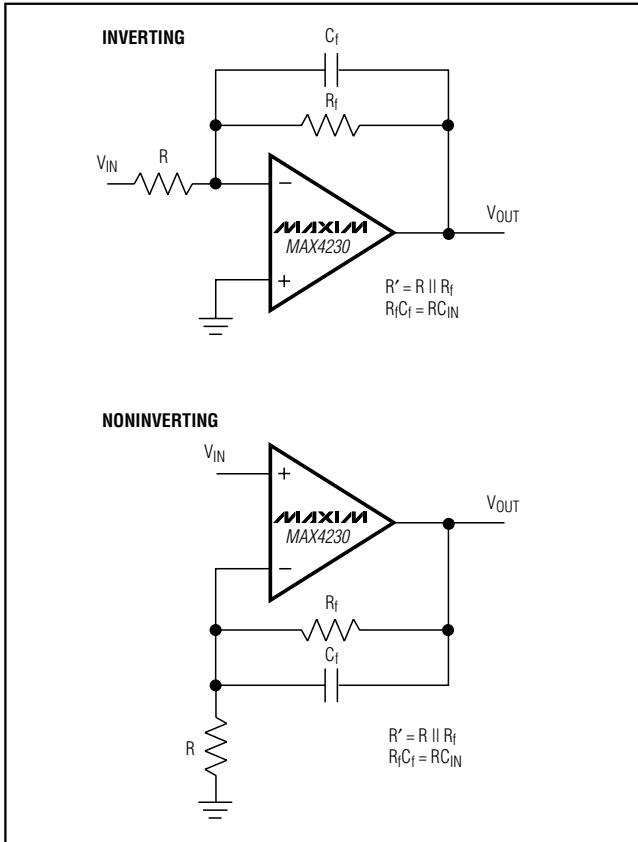 INVERTING
Cf
Rf
VIN
R
−
MAXIM
MAX4230
+
VOUT
R′ = R || Rf
RfCf = RCIN
NONINVERTING
VIN
+
MAXIM
MAX4230
−
VOUT
Rf
Cf
R
R′ = R || Rf
RfCf = RCIN